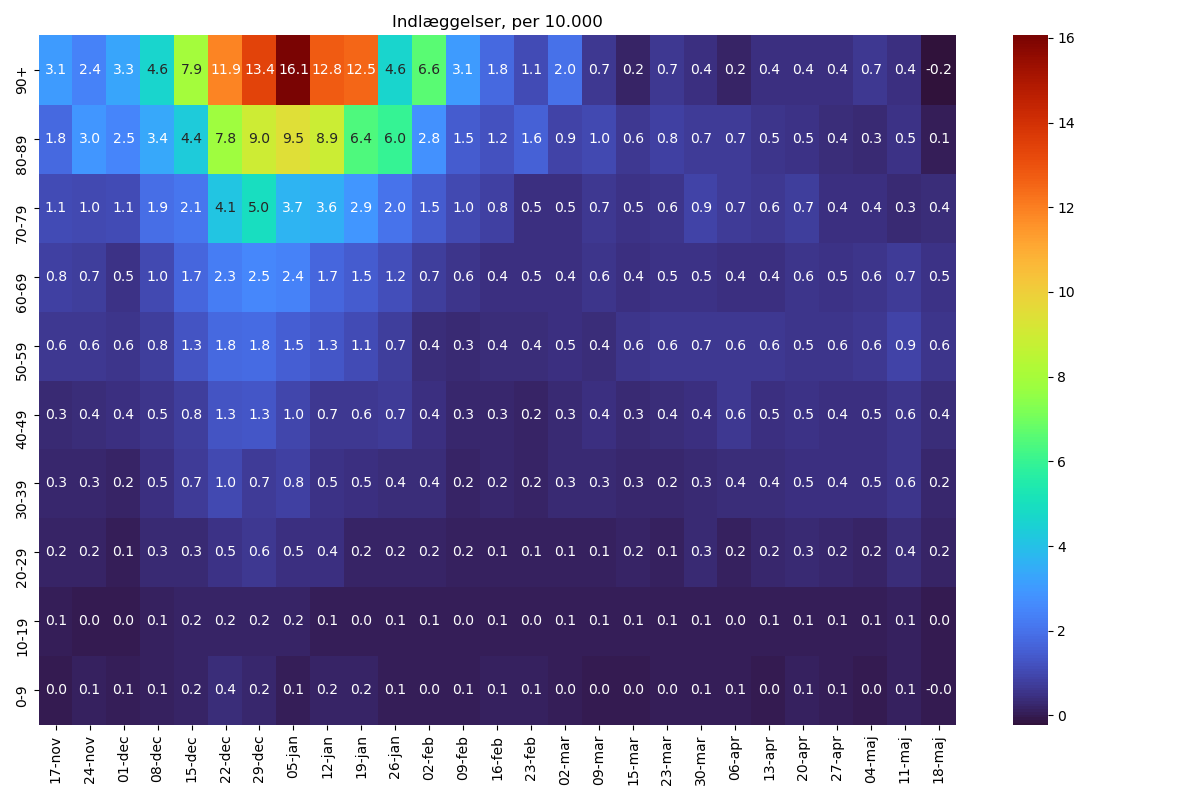 Indlæggelser, per 10.000
90+ 3.1 2.4 3.3 4.6 7.9 11.9 13.4 16.1 12.8 12.5 4.6 6.6 3.1 1.8 1.1 2.0 0.7 0.2 0.7 0.4 0.2 0.4 0.4 0.4 0.7 0.4 -0.2
80-89 1.8 3.0 2.5 3.4 4.4 7.8 9.0 9.5 8.9 6.4 6.0 2.8 1.5 1.2 1.6 0.9 1.0 0.6 0.8 0.7 0.7 0.5 0.5 0.4 0.3 0.5 0.1
70-79 1.1 1.0 1.1 1.9 2.1 4.1 5.0 3.7 3.6 2.9 2.0 1.5 1.0 0.8 0.5 0.5 0.7 0.5 0.6 0.9 0.7 0.6 0.7 0.4 0.4 0.3 0.4
60-69 0.8 0.7 0.5 1.0 1.7 2.3 2.5 2.4 1.7 1.5 1.2 0.7 0.6 0.4 0.5 0.4 0.6 0.4 0.5 0.5 0.4 0.4 0.6 0.5 0.6 0.7 0.5
50-59 0.6 0.6 0.6 0.8 1.3 1.8 1.8 1.5 1.3 1.1 0.7 0.4 0.3 0.4 0.4 0.5 0.4 0.6 0.6 0.7 0.6 0.6 0.5 0.6 0.6 0.9 0.6
40-49 0.3 0.4 0.4 0.5 0.8 1.3 1.3 1.0 0.7 0.6 0.7 0.4 0.3 0.3 0.2 0.3 0.4 0.3 0.4 0.4 0.6 0.5 0.5 0.4 0.5 0.6 0.4
30-39 0.3 0.3 0.2 0.5 0.7 1.0 0.7 0.8 0.5 0.5 0.4 0.4 0.2 0.2 0.2 0.3 0.3 0.3 0.2 0.3 0.4 0.4 0.5 0.4 0.5 0.6 0.2
20-29 0.2 0.2 0.1 0.3 0.3 0.5 0.6 0.5 0.4 0.2 0.2 0.2 0.2 0.1 0.1 0.1 0.1 0.2 0.1 0.3 0.2 0.2 0.3 0.2 0.2 0.4 0.2
10-19 0.1 0.0 0.0 0.1 0.2 0.2 0.2 0.2 0.1 0.0 0.1 0.1 0.0 0.1 0.0 0.1 0.1 0.1 0.1 0.1 0.0 0.1 0.1 0.1 0.1 0.1 0.0
0-9 0.0 0.1 0.1 0.1 0.2 0.4 0.2 0.1 0.2 0.2 0.1 0.0 0.1 0.1 0.1 0.0 0.0 0.0 0.0 0.1 0.1 0.0 0.1 0.1 0.0 0.1 -0.0
17-nov 24-nov 01-dec 08-dec 15-dec 22-dec 29-dec 05-jan 12-jan 19-jan 26-jan 02-feb 09-feb 16-feb 23-feb 02-mar 09-mar 15-mar 23-mar 30-mar 06-apr 13-apr 20-apr 27-apr 04-maj 11-maj 18-maj
16
14
12
10
8
6
4
2
0